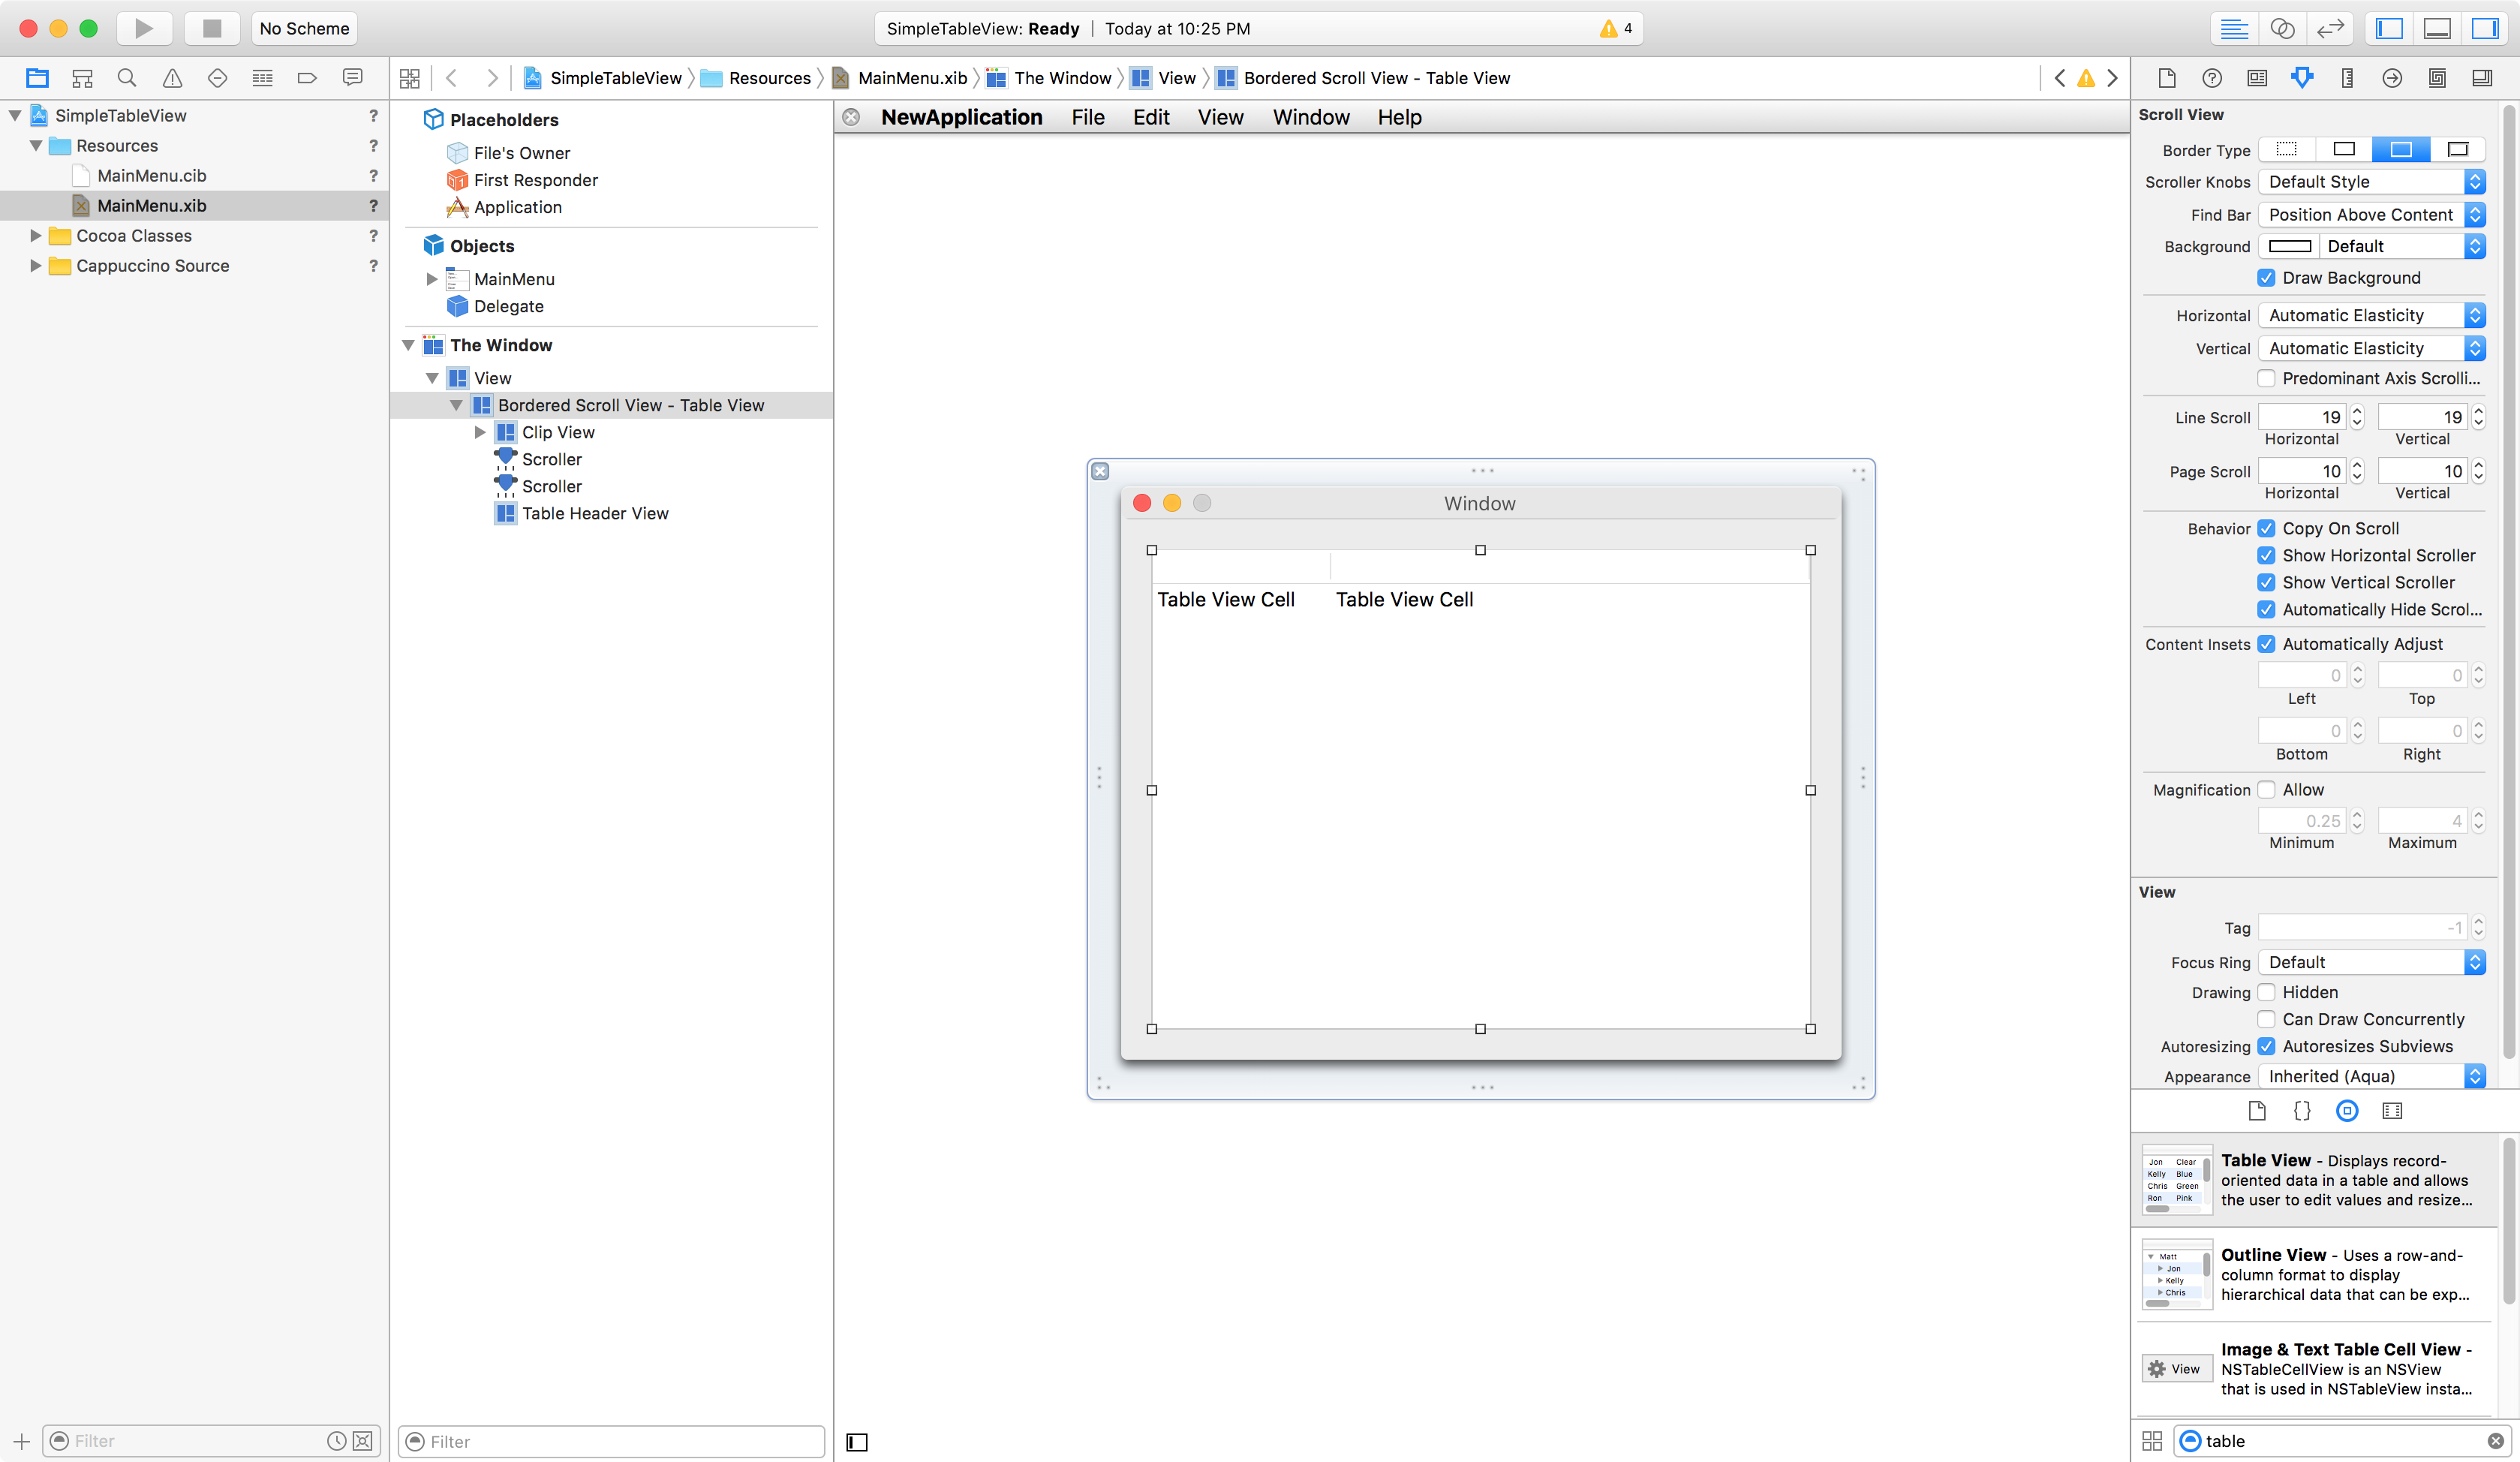 No Scheme
SimpleTableView: Ready | Today at 10:25 PM
4
SimpleTableView
Resources
MainMenu.xib
The Window
View
Bordered Scroll View - Table View
SimpleTableView ?
Resources ?
MainMenu.cib ?
MainMenu.xib ?
Cocoa Classes ?
Cappuccino Source ?
Filter
Placeholders
File's Owner
First Responder
Application
Objects
MainMenu
Delegate
The Window
View
Bordered Scroll View - Table View
Clip View
Scroller
Scroller
Table Header View
Filter
NewApplication File Edit View Window Help
Window
Table View Cell Table View Cell
Scroll View
Border Type
Scroller Knobs Default Style
Find Bar Position Above Content
Background Default
Draw Background
Horizontal Automatic Elasticity
Vertical Automatic Elasticity
Predominant Axis Scrolli...
Line Scroll 19 19
Horizontal Vertical
Page Scroll 10 10
Horizontal Vertical
Behavior Copy On Scroll
Show Horizontal Scroller
Show Vertical Scroller
Automatically Hide Scrol...
Content Insets Automatically Adjust
0 0
Left Top
0 0
Bottom Right
Magnification Allow
0.25 4
Minimum Maximum
View
Tag -1
Focus Ring Default
Drawing Hidden
Can Draw Concurrently
Autoresizing Autoresizes Subviews
Appearance Inherited (Aqua)
{}
Jon Clear
Kelly Blue
Chris Green
Ron Pink
Table View - Displays record-
oriented data in a table and allows
the user to edit values and resize...
Matt
Jon
Kelly
Chris
Outline View - Uses a row-and-
column format to display
hierarchical data that can be exp...
View
Image & Text Table Cell View -
NSTableCellView is an NSView
that is used in NSTableView insta...
table